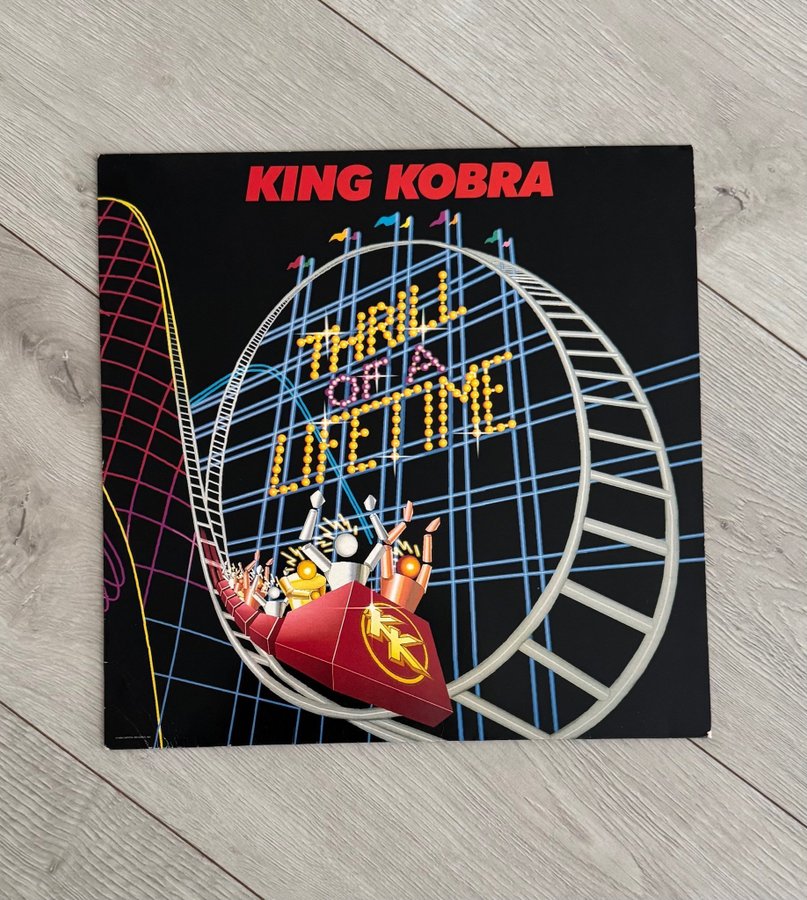 KING KOBRA
THRILL
OF A
LIFETIME
KK